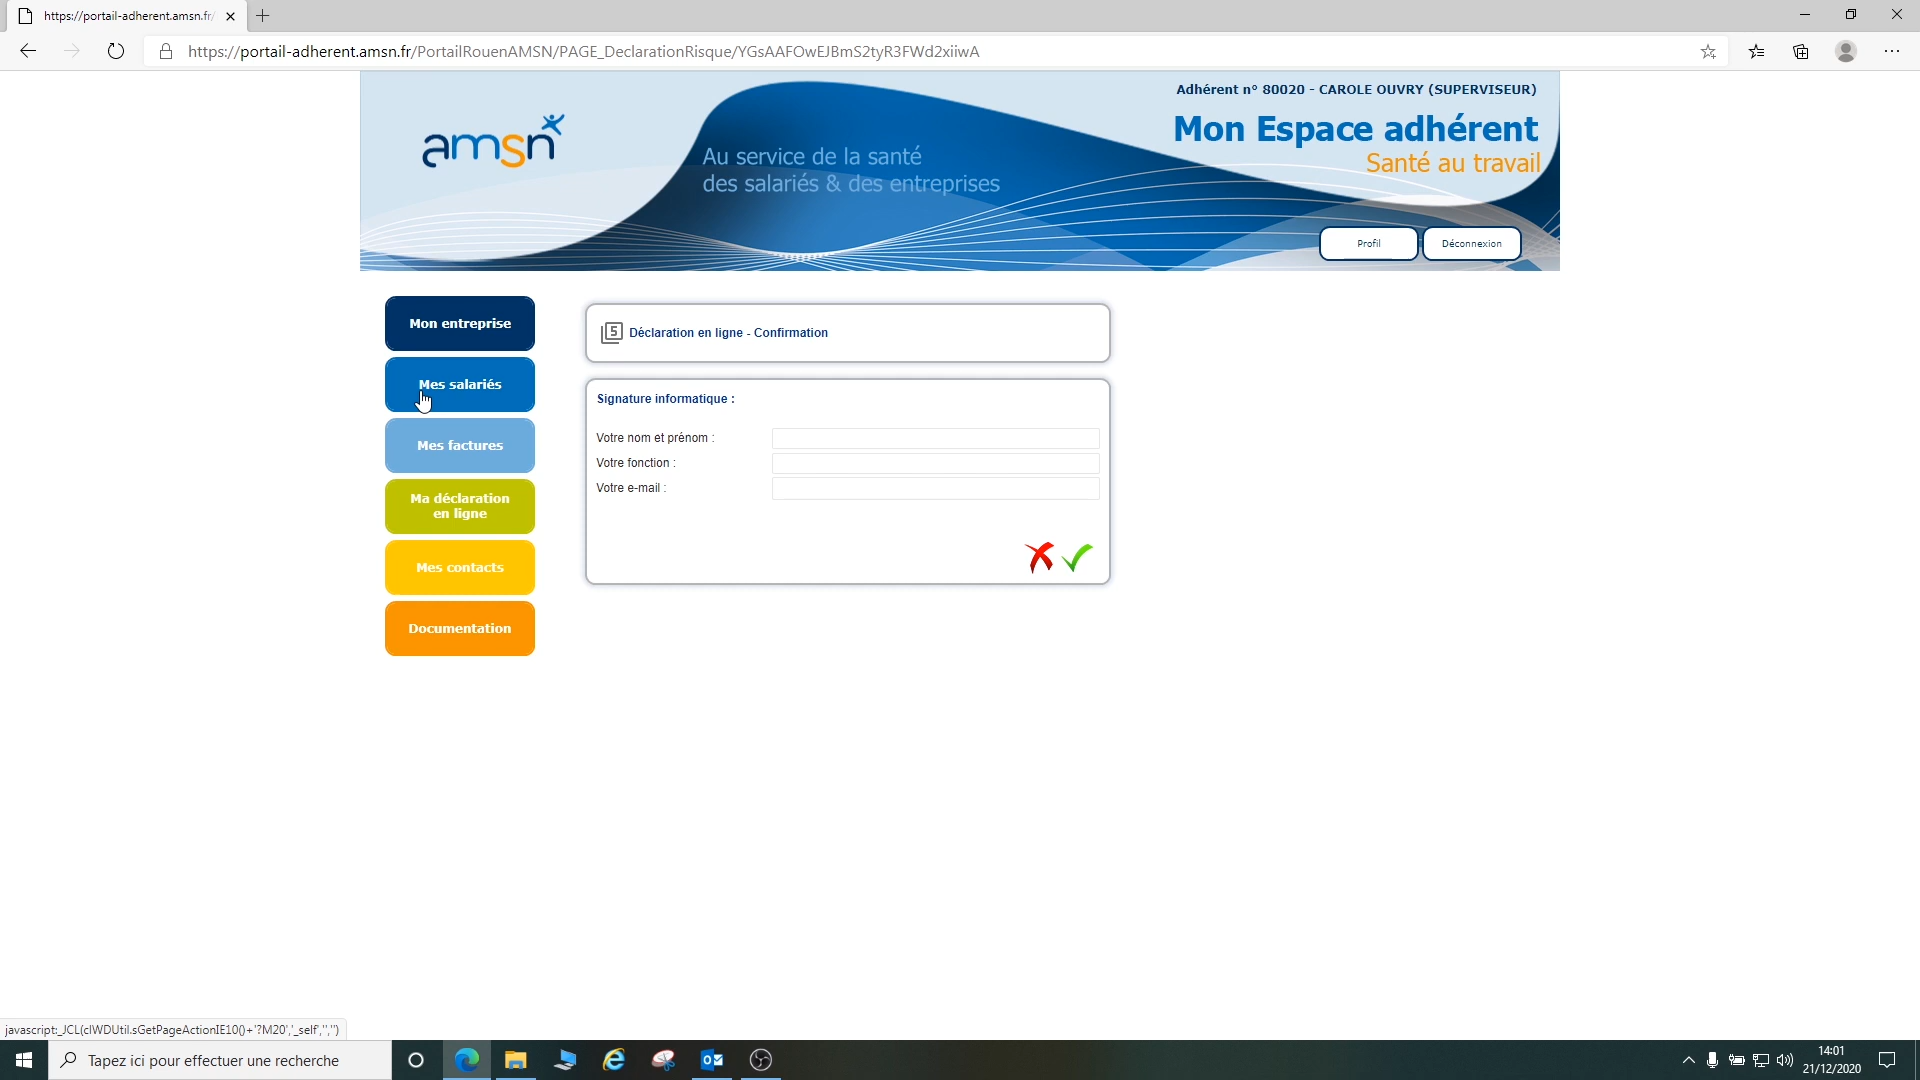 https://portail-adherent.amsn.fr/
https://portail-adherent.amsn.fr/PortailRouenAMSN/PAGE_DeclarationRisque/YGsAAFOwEJBmS2tyR3FWd2xiiwA
Adhérent n° 80020 - CAROLE OUVRY (SUPERVISEUR)
Mon Espace adhérent
Santé au travail
amsn
Au service de la santé
des salariés & des entreprises
Profil
Déconnexion
Mon entreprise
Mes salariés
Mes factures
Ma déclaration
en ligne
Mes contacts
Documentation
5 Déclaration en ligne - Confirmation
Signature informatique :
Votre nom et prénom :
Votre fonction :
Votre e-mail :
javascript:_JCL(clWDUtil.sGetPageActionIE10()+'?M20','_self','','')
Tapez ici pour effectuer une recherche
14:01
21/12/2020